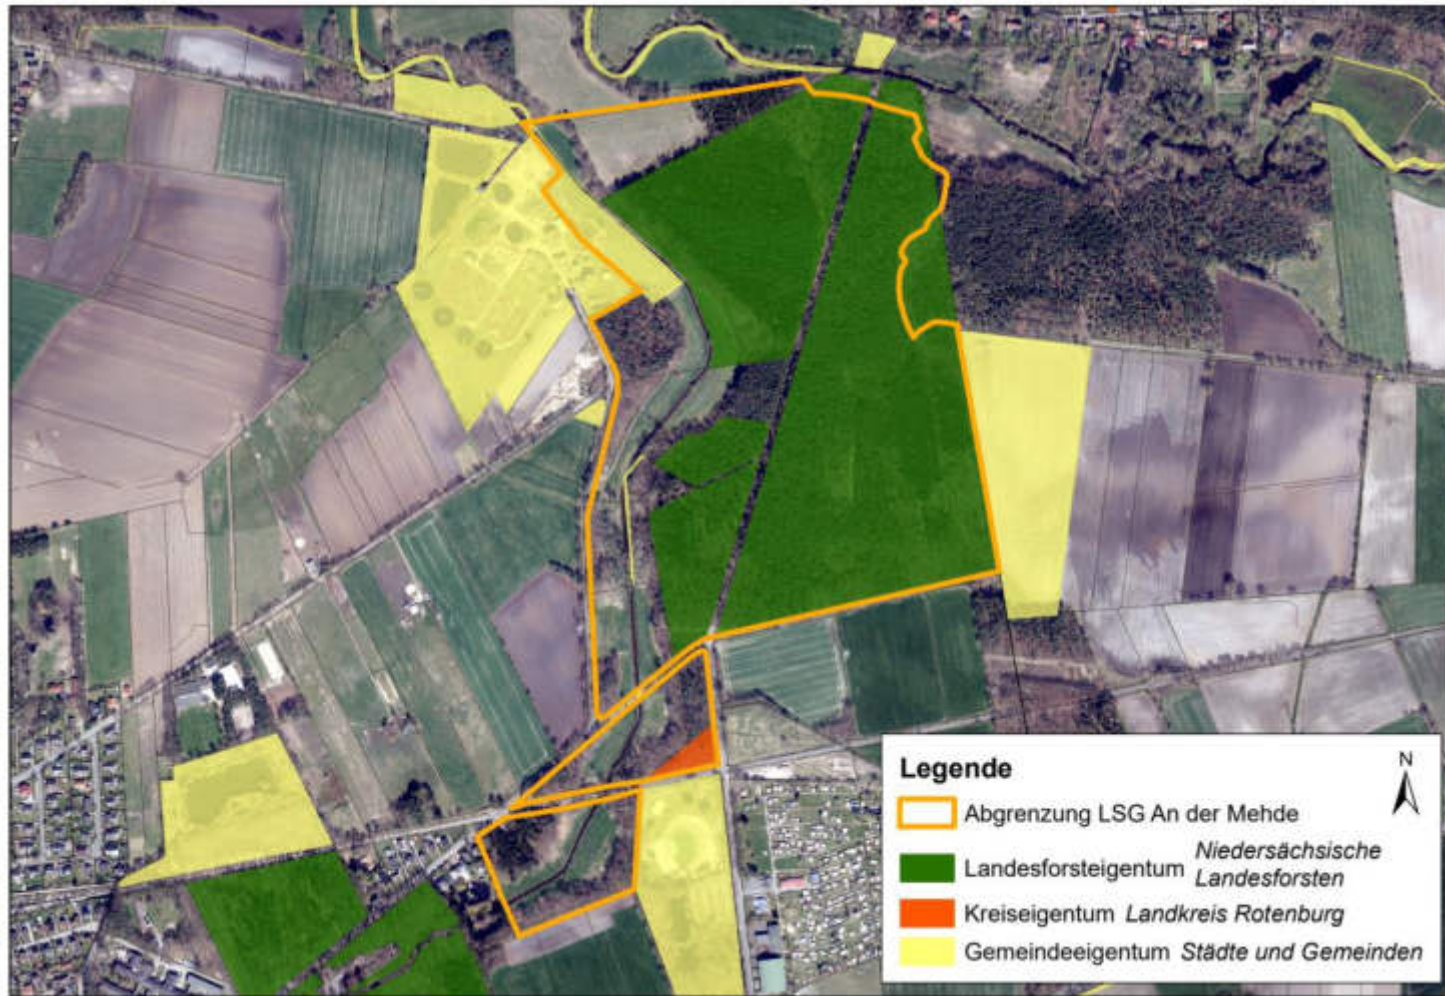 Legende
N
Abgrenzung LSG An der Mehde
Landesforsteigentum Niedersächsische
Landesforsten
Kreiseigentum Landkreis Rotenburg
Gemeindeeigentum Städte und Gemeinden